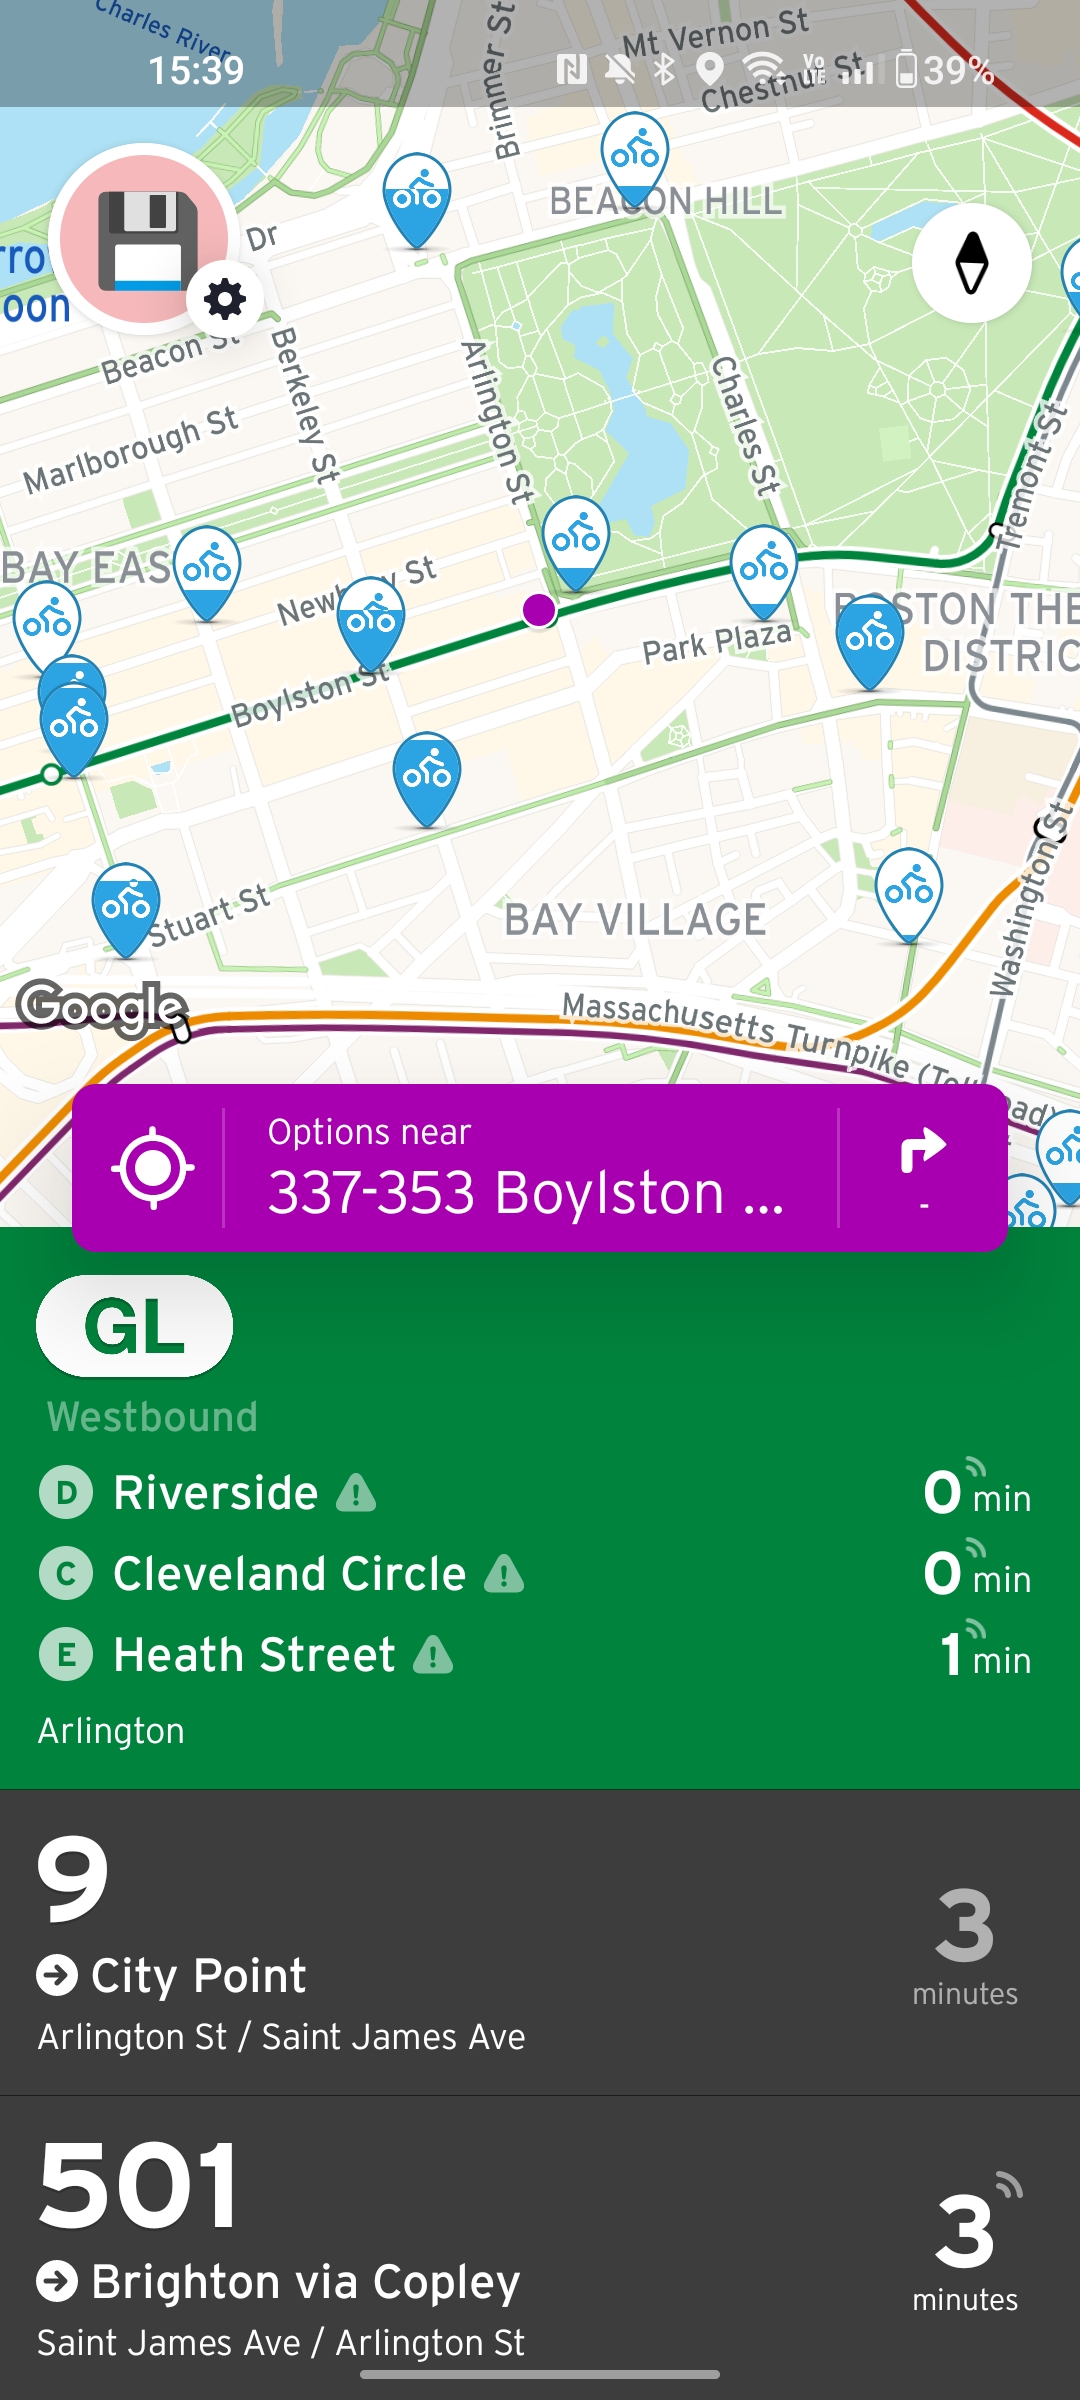 Charles River
15:39
39%
Brimmer St
Mt Vernon St
Chestnut St
BEACON HILL
Dr
Beacon St
Berkeley St
Marlborough St
Arlington St
Charles St
Tremont St
BAY EAS
Newbury St
Park Plaza
Boylston St
DISTRIC
Stuart St
BAY VILLAGE
Washington St
Google
Massachusetts Turnpike
Options near
337-353 Boylston ...
-
GL
Westbound
D Riverside 0 min
C Cleveland Circle 0 min
E Heath Street 1 min
Arlington
9
City Point
3
minutes
Arlington St / Saint James Ave
501
Brighton via Copley
3
minutes
Saint James Ave / Arlington St